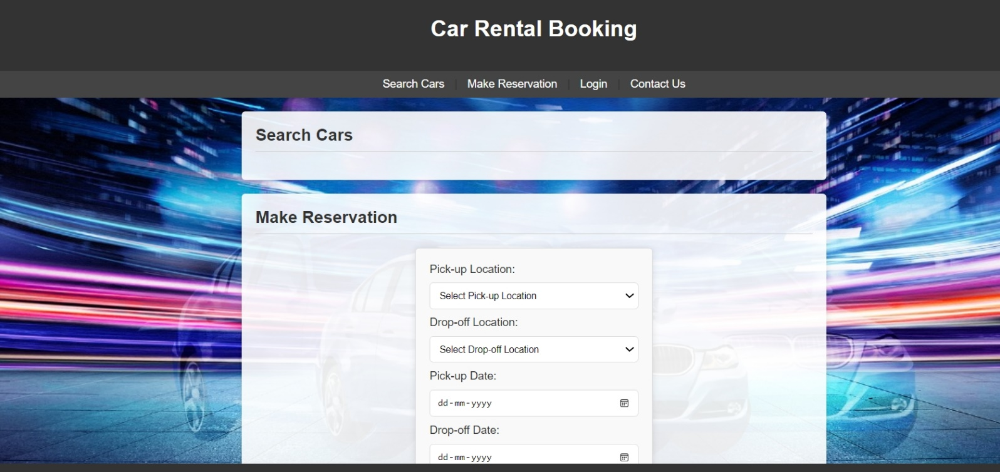 Car Rental Booking
Search Cars | Make Reservation | Login | Contact Us
Search Cars
Make Reservation
Pick-up Location:
Select Pick-up Location
Drop-off Location:
Select Drop-off Location
Pick-up Date:
dd-mm-yyyy
Drop-off Date:
dd-mm-yyyy